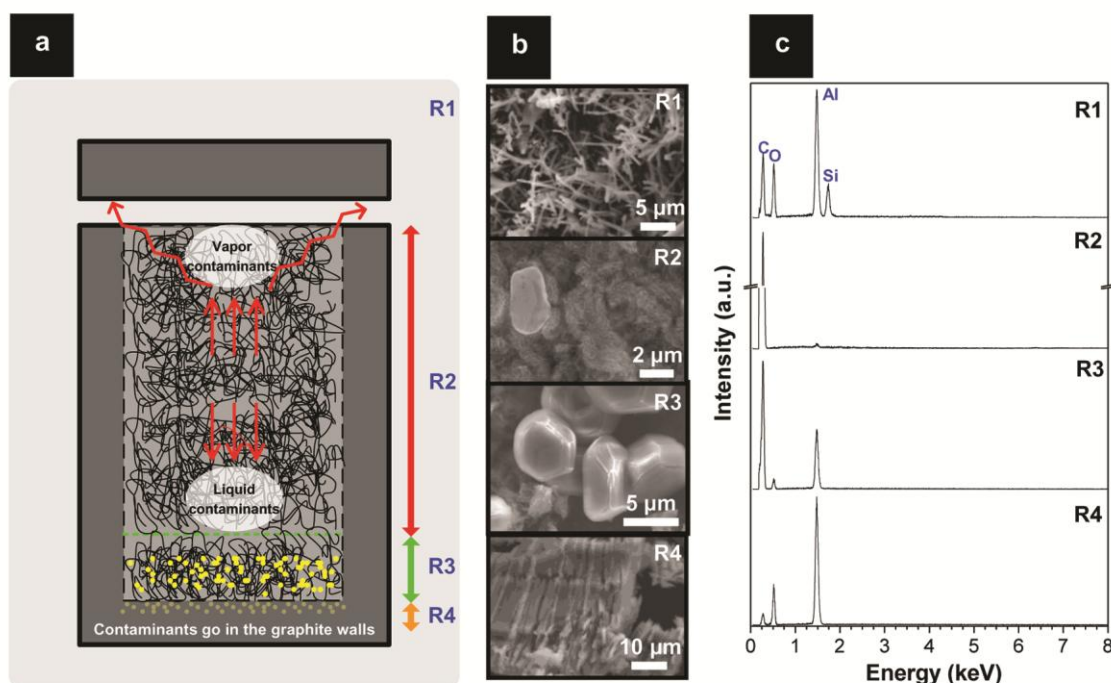 a
R1
Vapor
contaminants
R2
Liquid
contaminants
R3
R4
Contaminants go in the graphite walls
b
R1
5 µm
R2
2 µm
R3
5 µm
R4
10 µm
c
Intensity (a.u.)
Al
R1
C
O
Si
R2
R3
R4
0 1 2 3 4 5 6 7 8
Energy (keV)